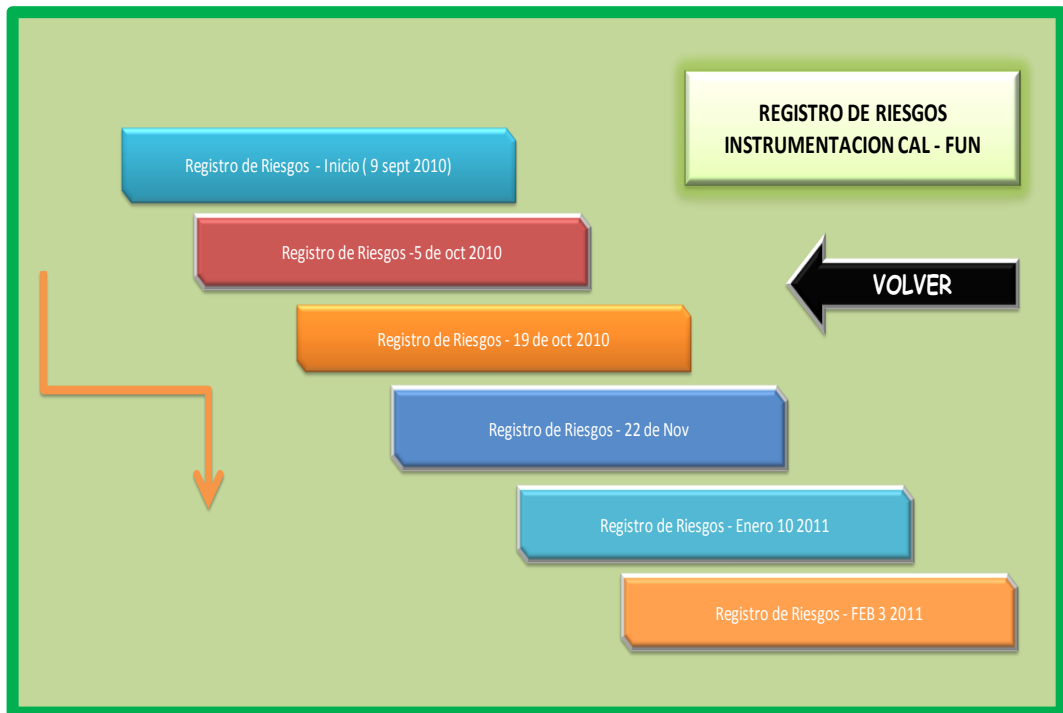 REGISTRO DE RIESGOS
INSTRUMENTACION CAL - FUN
Registro de Riesgos - Inicio ( 9 sept 2010)
Registro de Riesgos -5 de oct 2010
VOLVER
Registro de Riesgos - 19 de oct 2010
Registro de Riesgos - 22 de Nov
Registro de Riesgos - Enero 10 2011
Registro de Riesgos - FEB 3 2011